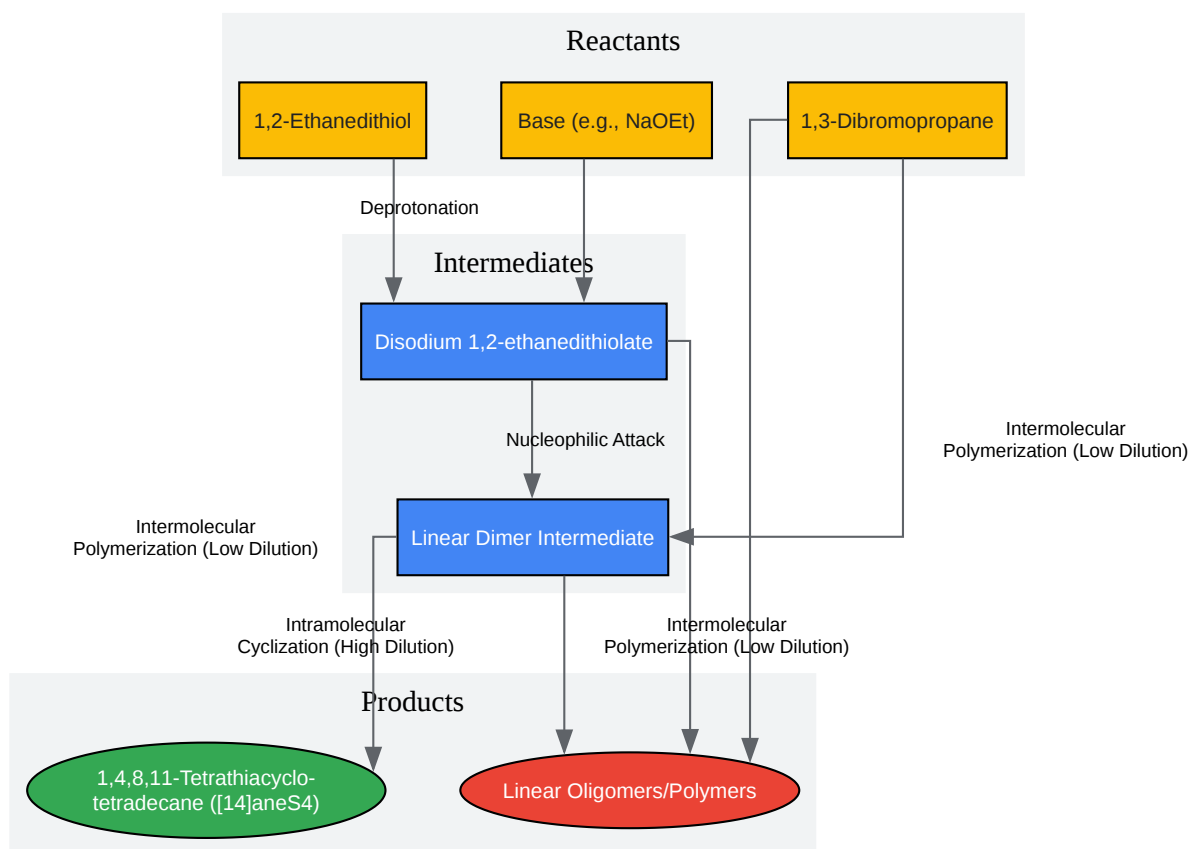 Reactants
1,2-Ethanedithiol
Base (e.g., NaOEt)
1,3-Dibromopropane
Deprotonation
Intermediates
Disodium 1,2-ethanedithiolate
Nucleophilic Attack
Intermolecular
Polymerization (Low Dilution)
Linear Dimer Intermediate
Intermolecular
Polymerization (Low Dilution)
Intramolecular
Cyclization (High Dilution)
Intermolecular
Polymerization (Low Dilution)
Products
1,4,8,11-Tetrathiacyclo-
tetradecane ([14]aneS4)
Linear Oligomers/Polymers